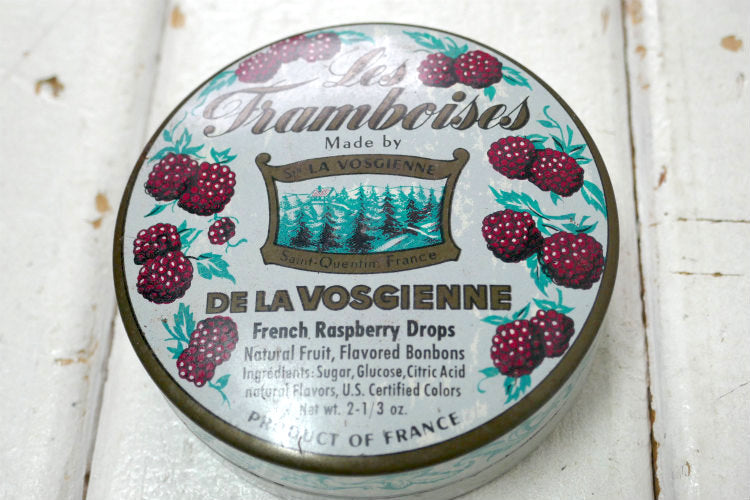 Les
Framboises
Made by
Sté LA VOSGIENNE
Saint-Quentin, France
DE LA VOSGIENNE
French Raspberry Drops
Natural Fruit, Flavored Bonbons
Ingrédients: Sugar, Glucose, Citric Acid
natural Flavors, U.S. Certified Colors
Net wt. 2-1/3 oz.
PRODUCT OF FRANCE